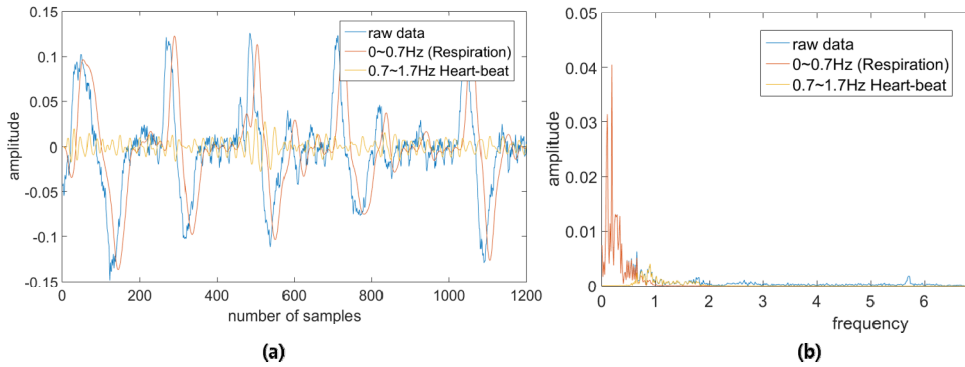 0.15
0.1
0.05
0
-0.05
-0.1
-0.15
amplitude
0 200 400 600 800 1000 1200
number of samples
raw data
0~0.7Hz (Respiration)
0.7~1.7Hz Heart-beat
(a)
0.05
0.04
0.03
0.02
0.01
0
amplitude
0 1 2 3 4 5 6
frequency
raw data
0~0.7Hz (Respiration)
0.7~1.7Hz Heart-beat
(b)